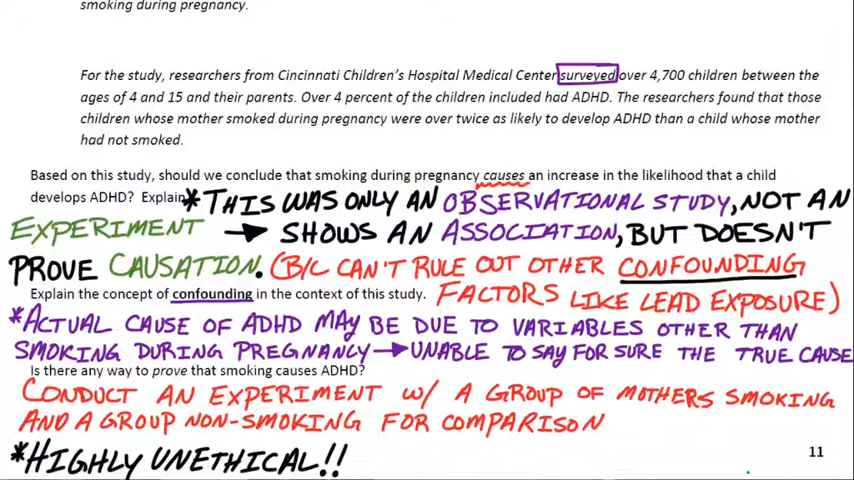 smoking during pregnancy.
For the study, researchers from Cincinnati Children's Hospital Medical Center surveyed over 4,700 children between the
ages of 4 and 15 and their parents. Over 4 percent of the children included had ADHD. The researchers found that those
children whose mother smoked during pregnancy were over twice as likely to develop ADHD than a child whose mother
had not smoked.
Based on this study, should we conclude that smoking during pregnancy causes an increase in the likelihood that a child
develops ADHD? Explain *THIS WAS ONLY AN OBSERVATIONAL STUDY, NOT AN
EXPERIMENT → SHOWS AN ASSOCIATION, BUT DOESN'T
PROVE CAUSATION. (B/C CAN'T RULE OUT OTHER CONFOUNDING
Explain the concept of confounding in the context of this study. FACTORS LIKE LEAD EXPOSURE)
*ACTUAL CAUSE OF ADHD MAY BE DUE TO VARIABLES OTHER THAN
SMOKING DURING PREGNANCY → UNABLE TO SAY FOR SURE THE TRUE CAUSE
Is there any way to prove that smoking causes ADHD?
CONDUCT AN EXPERIMENT W/ A GROUP OF MOTHERS SMOKING
AND A GROUP NON-SMOKING FOR COMPARISON
*HIGHLY UNETHICAL!!
11